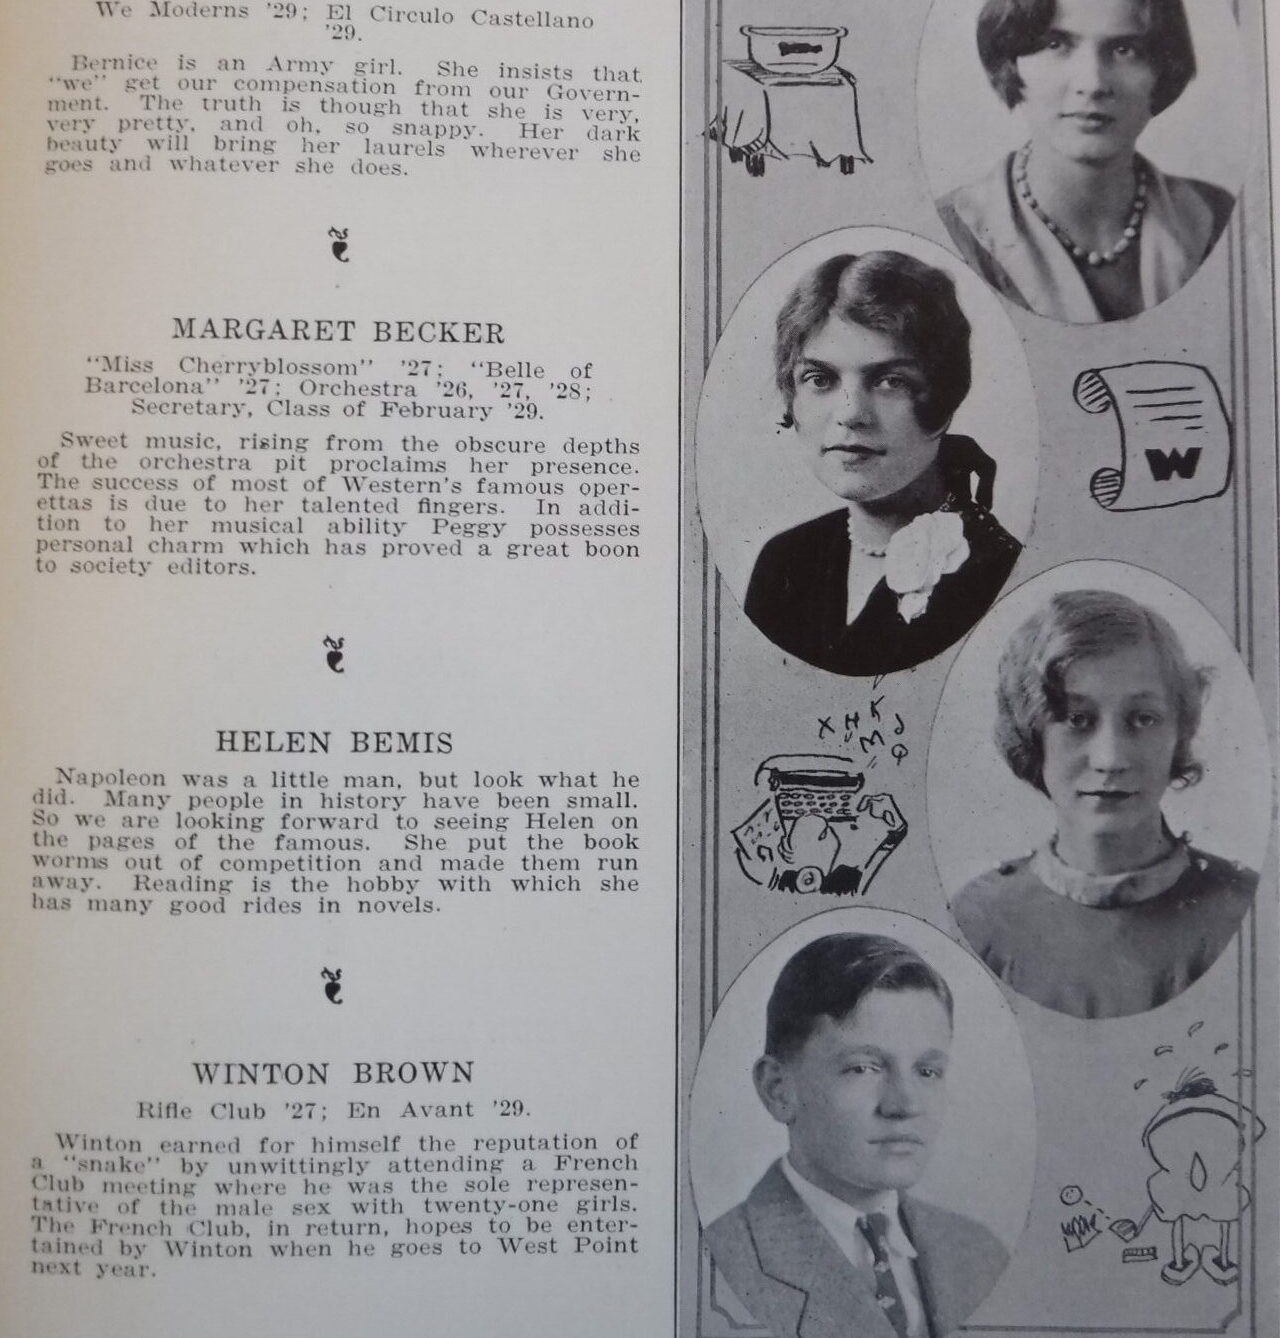 We Moderns '29; El Circulo Castellano
'29.
Bernice is an Army girl. She insists that
"we" get our compensation from our Govern-
ment. The truth is though that she is very,
very pretty, and oh, so snappy. Her dark
beauty will bring her laurels wherever she
goes and whatever she does.
MARGARET BECKER
"Miss Cherryblossom" '27; "Belle of
Barcelona" '27; Orchestra '26, '27, '28;
Secretary, Class of February '29.
Sweet music, rising from the obscure depths
of the orchestra pit proclaims her presence.
The success of most of Western's famous oper-
ettas is due to her talented fingers. In addi-
tion to her musical ability Peggy possesses
personal charm which has proved a great boon
to society editors.
HELEN BEMIS
Napoleon was a little man, but look what he
did. Many people in history have been small.
So we are looking forward to seeing Helen on
the pages of the famous. She put the book
worms out of competition and made them run
away. Reading is the hobby with which she
has many good rides in novels.
WINTON BROWN
Rifle Club '27; En Avant '29.
Winton earned for himself the reputation of
a "snake" by unwittingly attending a French
Club meeting where he was the sole represen-
tative of the male sex with twenty-one girls.
The French Club, in return, hopes to be enter-
tained by Winton when he goes to West Point
next year.
W